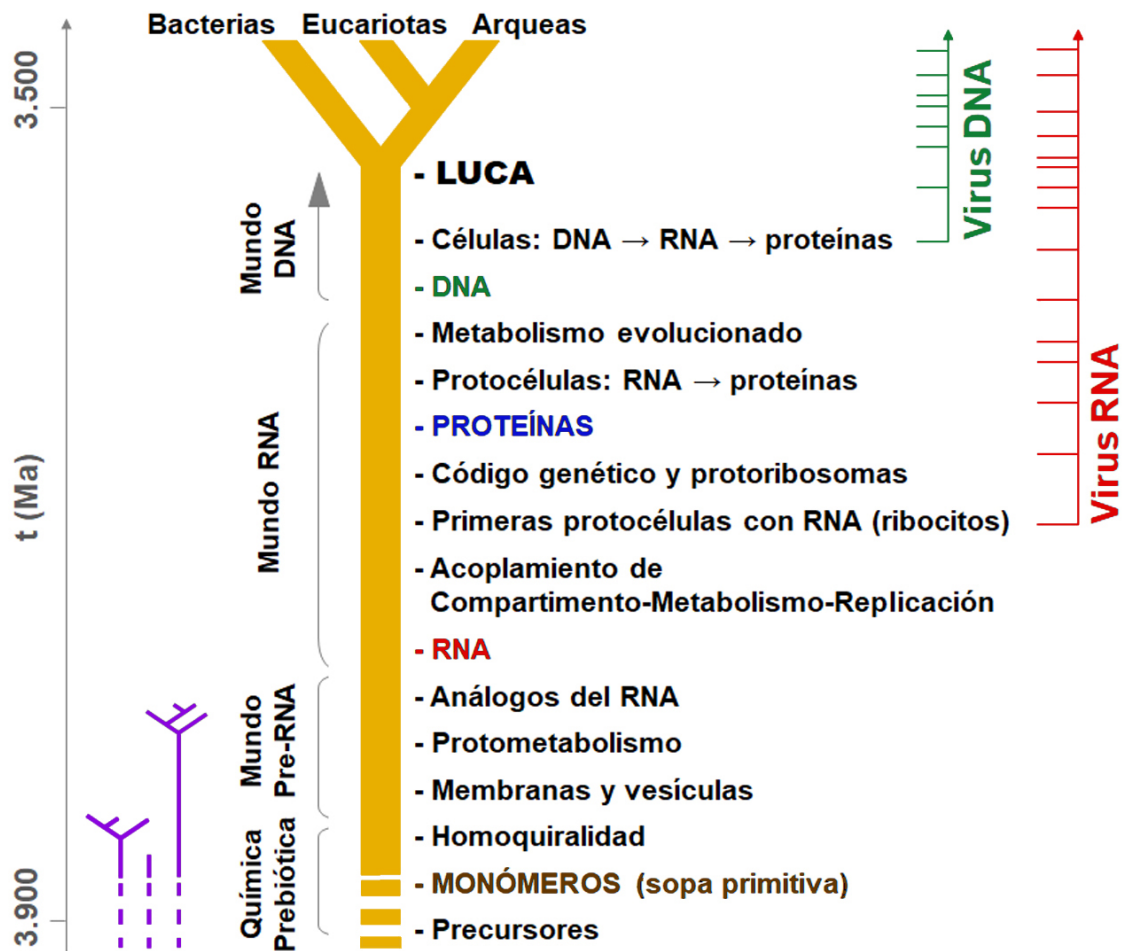 Bacterias Eucariotas Arqueas
3.500
t (Ma)
3.900
Mundo
DNA
Mundo RNA
Mundo
Pre-RNA
Química
Prebiótica
- LUCA
- Células: DNA → RNA → proteínas
- DNA
- Metabolismo evolucionado
- Protocélulas: RNA → proteínas
- PROTEÍNAS
- Código genético y protoribosomas
- Primeras protocélulas con RNA (ribocitos)
- Acoplamiento de
Compartimento-Metabolismo-Replicación
- RNA
- Análogos del RNA
- Protometabolismo
- Membranas y vesículas
- Homoquiralidad
- MONÓMEROS (sopa primitiva)
- Precursores
Virus DNA
Virus RNA